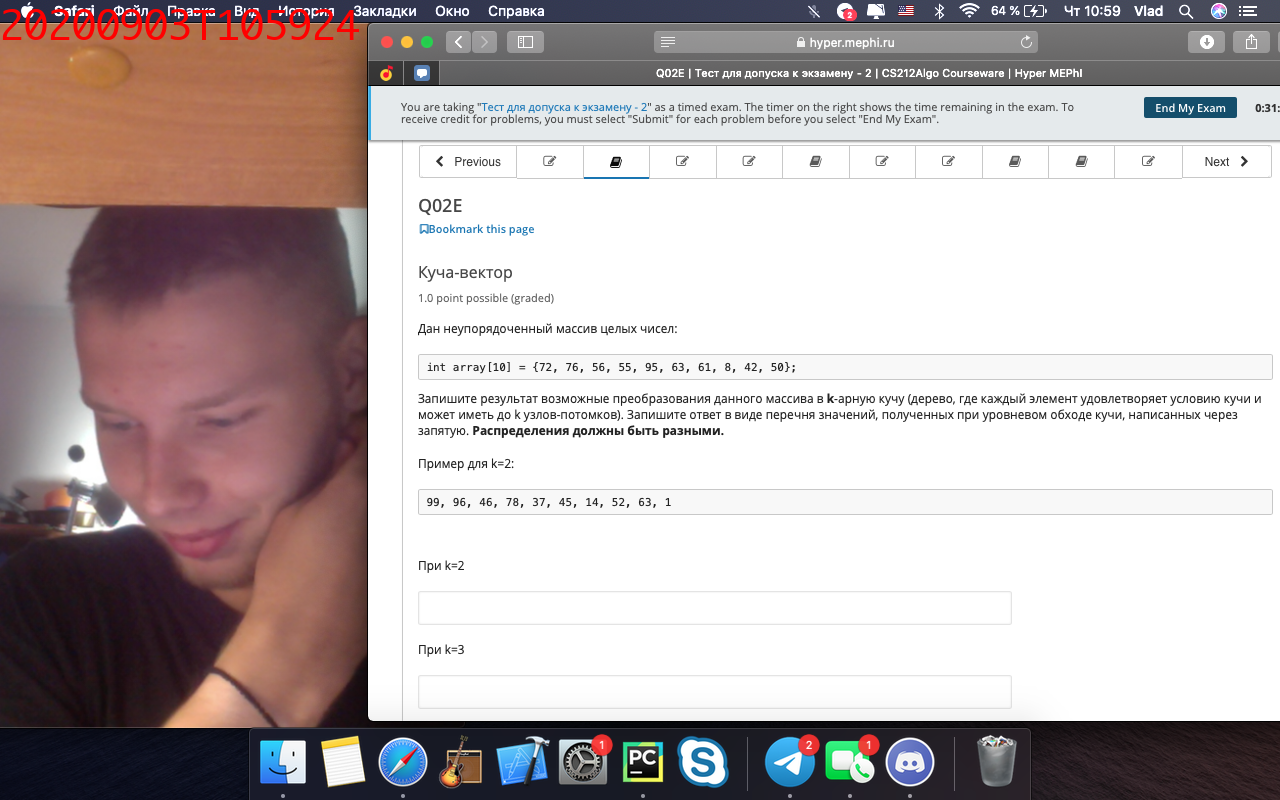 20200903T105924
Safari Файл Правка Вид История Закладки Окно Справка
2
64 % Чт 10:59 Vlad
hyper.mephi.ru
Q02E | Тест для допуска к экзамену - 2 | CS212Algo Courseware | Hyper MEPhI
You are taking "Тест для допуска к экзамену - 2" as a timed exam. The timer on the right shows the time remaining in the exam. To
receive credit for problems, you must select "Submit" for each problem before you select "End My Exam".
End My Exam
0:31:
Previous
Next
Q02E
Bookmark this page
Куча-вектор
1.0 point possible (graded)
Дан неупорядоченный массив целых чисел:
int array[10] = {72, 76, 56, 55, 95, 63, 61, 8, 42, 50};
Запишите результат возможные преобразования данного массива в k-арную кучу (дерево, где каждый элемент удовлетворяет условию кучи и
может иметь до k узлов-потомков). Запишите ответ в виде перечня значений, полученных при уровневом обходе кучи, написанных через
запятую. Распределения должны быть разными.
Пример для k=2:
99, 96, 46, 78, 37, 45, 14, 52, 63, 1
При k=2
При k=3
1
PC
2
1